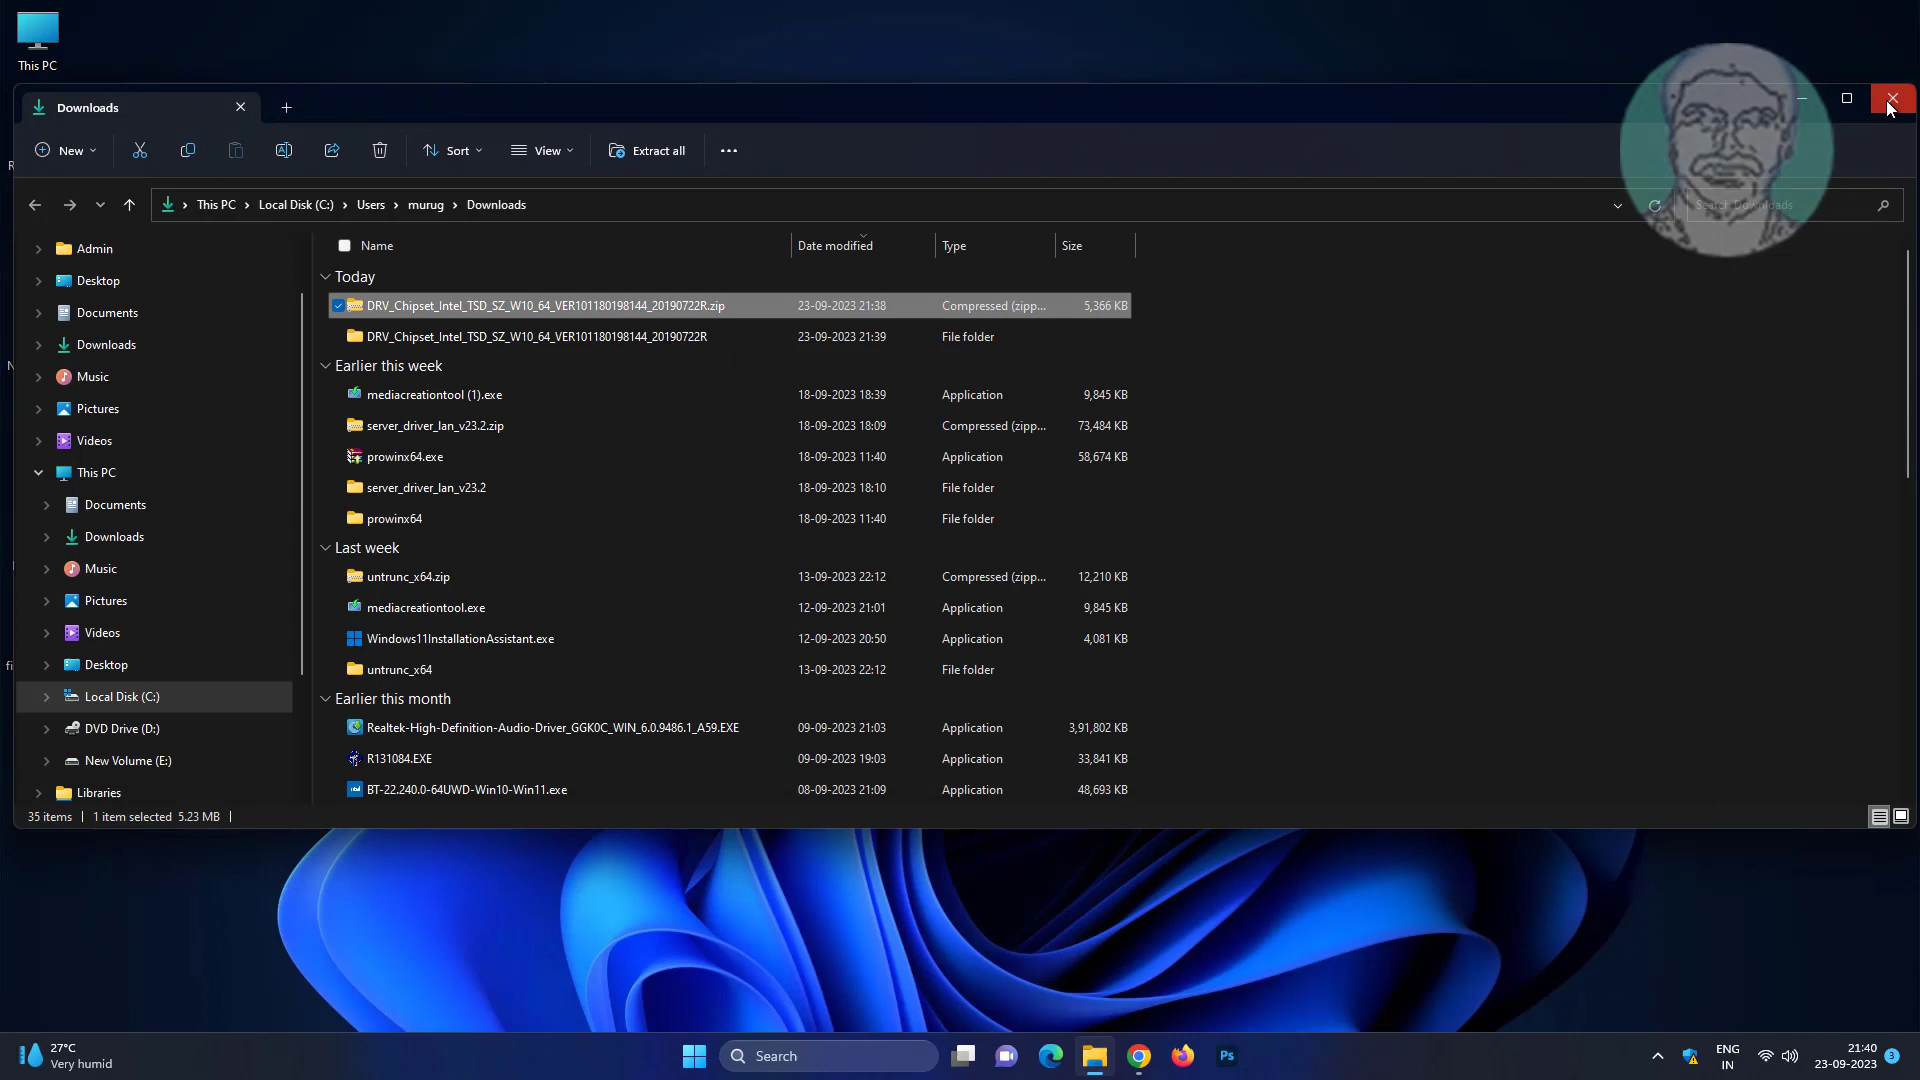 This PC
Downloads
New
Sort
View
Extract all
This PC
Local Disk (C:)
Users
murug
Downloads
Search Downloads
Admin
Desktop
Documents
Downloads
Music
Pictures
Videos
This PC
Documents
Downloads
Music
Pictures
Videos
Desktop
Local Disk (C:)
DVD Drive (D:)
New Volume (E:)
Libraries
Name Date modified Type Size
Today
DRV_Chipset_Intel_TSD_SZ_W10_64_VER101180198144_20190722R.zip 23-09-2023 21:38 Compressed (zipp... 5,366 KB
DRV_Chipset_Intel_TSD_SZ_W10_64_VER101180198144_20190722R 23-09-2023 21:39 File folder
Earlier this week
mediacreationtool (1).exe 18-09-2023 18:39 Application 9,845 KB
server_driver_lan_v23.2.zip 18-09-2023 18:09 Compressed (zipp... 73,484 KB
prowinx64.exe 18-09-2023 11:40 Application 58,674 KB
server_driver_lan_v23.2 18-09-2023 18:10 File folder
prowinx64 18-09-2023 11:40 File folder
Last week
untrunc_x64.zip 13-09-2023 22:12 Compressed (zipp... 12,210 KB
mediacreationtool.exe 12-09-2023 21:01 Application 9,845 KB
Windows11InstallationAssistant.exe 12-09-2023 20:50 Application 4,081 KB
untrunc_x64 13-09-2023 22:12 File folder
Earlier this month
Realtek-High-Definition-Audio-Driver_GGK0C_WIN_6.0.9486.1_A59.EXE 09-09-2023 21:03 Application 3,91,802 KB
R131084.EXE 09-09-2023 19:03 Application 33,841 KB
BT-22.240.0-64UWD-Win10-Win11.exe 08-09-2023 21:09 Application 48,693 KB
35 items 1 item selected 5.23 MB
27°C
Very humid
Search
Ps
ENG
IN
21:40
23-09-2023
3